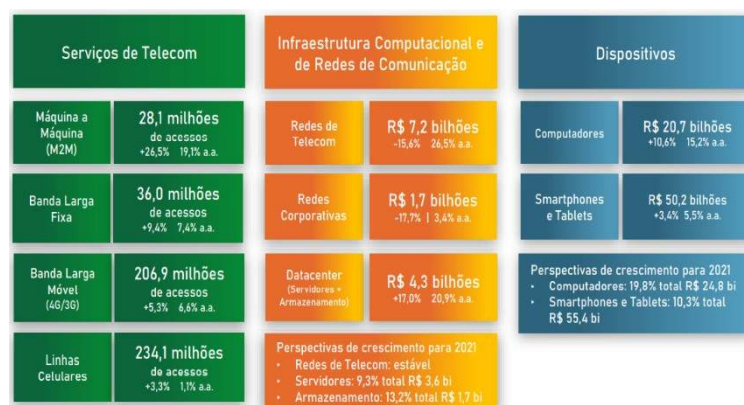 Serviços de Telecom
Máquina a
Máquina
(M2M)
28,1 milhões
de acessos
+26,5% 19,1% a.a.
Banda Larga
Fixa
36,0 milhões
de acessos
+9,4% 7,4% a.a.
Banda Larga
Móvel
(4G/3G)
206,9 milhões
de acessos
+5,3% 6,6% a.a.
Linhas
Celulares
234,1 milhões
de acessos
+3,3% 1,1% a.a.
Infraestrutura Computacional e
de Redes de Comunicação
Redes de
Telecom
R$ 7,2 bilhões
-15,6% 26,5% a.a.
Redes
Corporativas
R$ 1,7 bilhões
-17,7% | 3,4% a.a.
Datacenter
(Servidores +
Armazenamento)
R$ 4,3 bilhões
+17,0% 20,9% a.a.
Perspectivas de crescimento para 2021
• Redes de Telecom: estável
• Servidores: 9,3% total R$ 3,6 bi
• Armazenamento: 13,2% total R$ 1,7 bi
Dispositivos
Computadores
R$ 20,7 bilhões
+10,6% 15,2% a.a.
Smartphones
e Tablets
R$ 50,2 bilhões
+3,4% 5,5% a.a.
Perspectivas de crescimento para 2021
• Computadores: 19,8% total R$ 24,8 bi
• Smartphones e Tablets: 10,3% total
R$ 55,4 bi